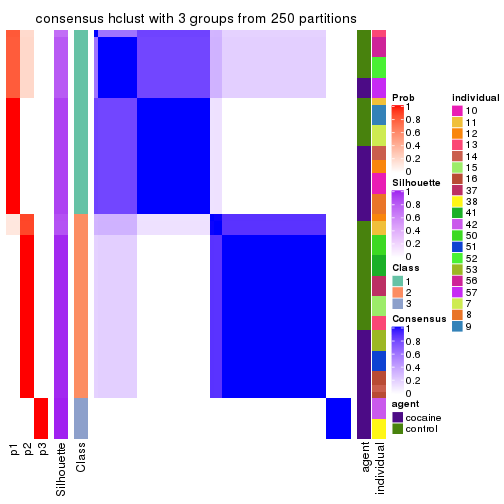 consensus hclust with 3 groups from 250 partitions
Prob
1
0.8
0.6
0.4
0.2
0
Silhouette
1
0.8
0.6
0.4
0.2
0
Class
1
2
3
Consensus
1
0.8
0.6
0.4
0.2
0
agent
cocaine
control
individual
10
11
12
13
14
15
16
37
38
41
42
50
51
52
53
56
57
7
8
9
p1
p2
p3
Silhouette
Class
agent
individual